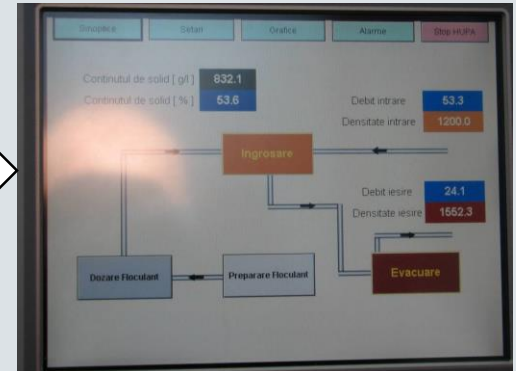 Sinoptice
Setari
Grafice
Alarme
Stop HUPA
Continutul de solid [ g/l ] 832.1
Continutul de solid [ % ] 53.6
Debit intrare 53.3
Densitate intrare 1200.0
Ingrosare
Debit iesire 24.1
Densitate iesire 1552.3
Dozare Floculant
Preparare Floculant
Evacuare